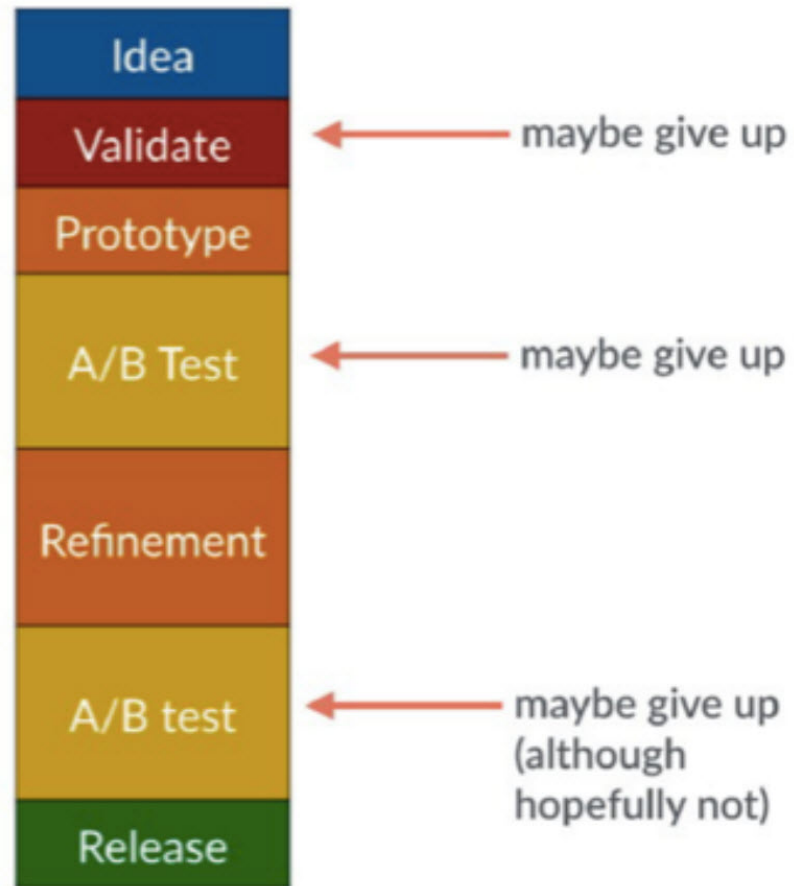 Idea
Validate
maybe give up
Prototype
A/B Test
maybe give up
Refinement
A/B test
maybe give up
(although
hopefully not)
Release